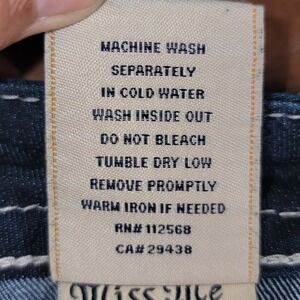 MACHINE WASH
SEPARATELY
IN COLD WATER
WASH INSIDE OUT
DO NOT BLEACH
TUMBLE DRY LOW
REMOVE PROMPTLY
WARM IRON IF NEEDED
RN# 112568
CA# 29438
Miss Me